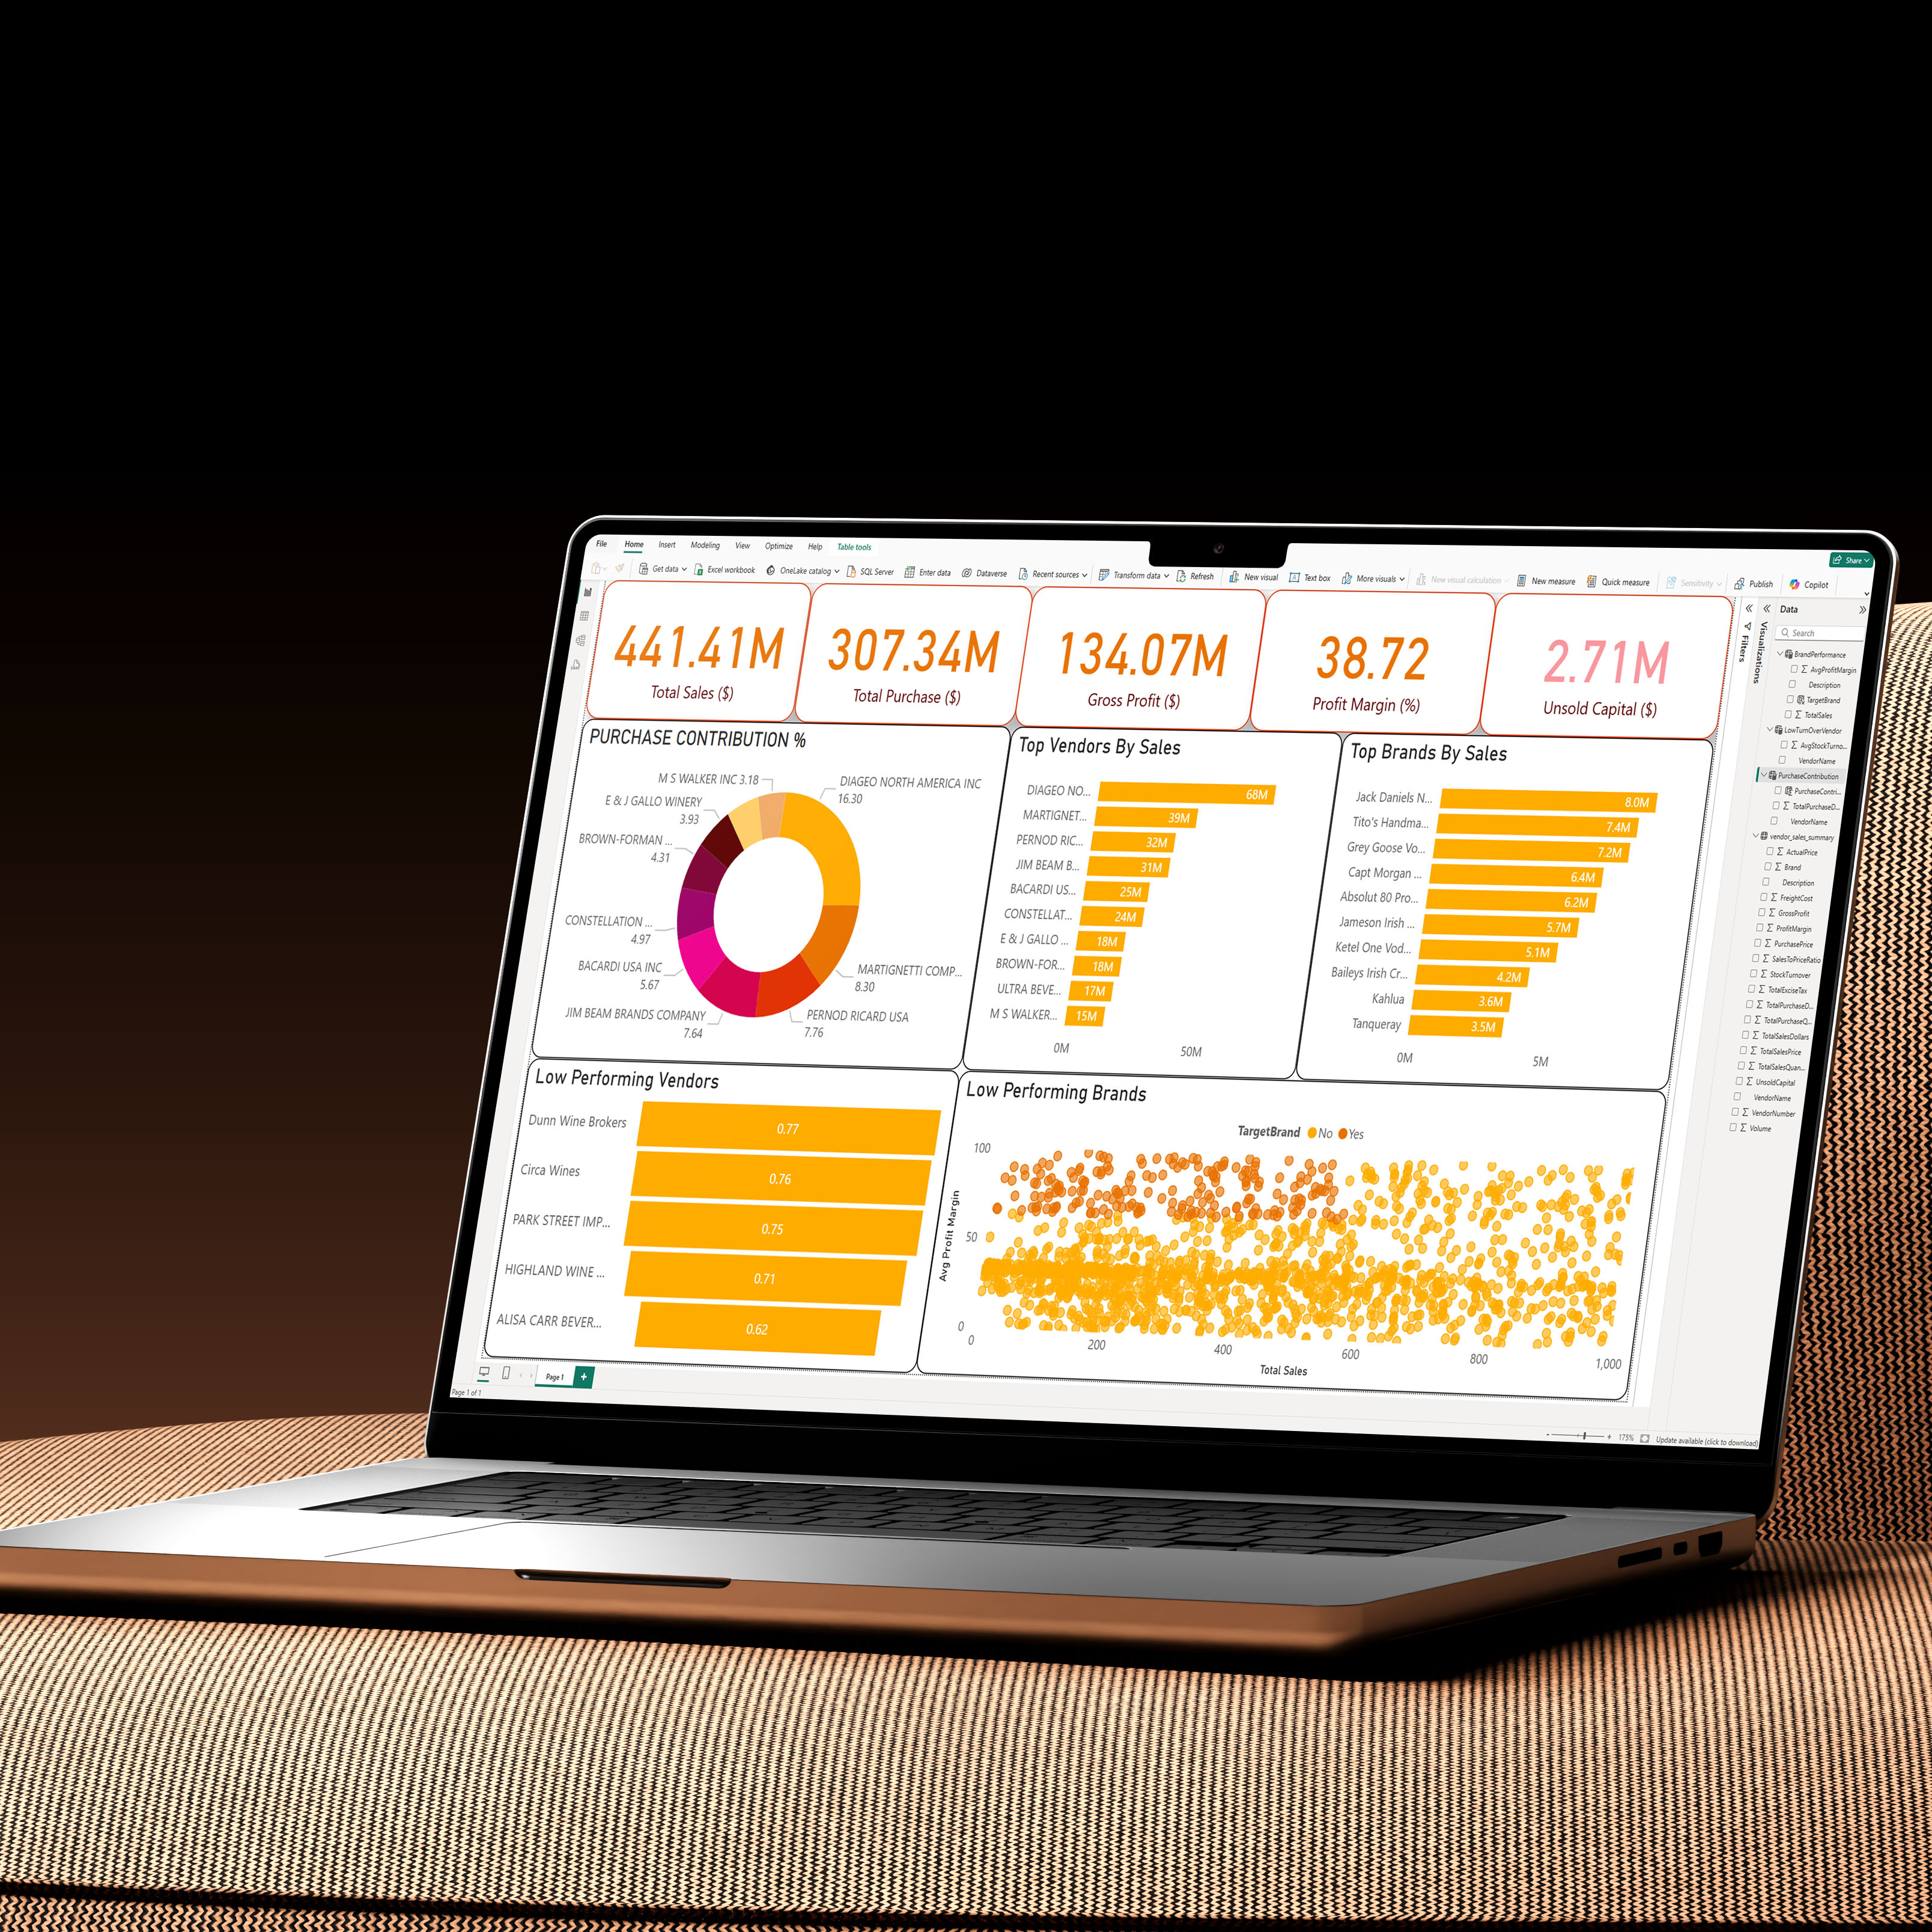 File Home Insert Modeling View Optimize Help Table tools
Share
Get data Excel workbook OneLake catalog SQL Server Enter data Dataverse Recent sources Transform data Refresh New visual Text box More visuals New visual calculation New measure Quick measure Sensitivity Publish Copilot
441.41M
Total Sales ($)
307.34M
Total Purchase ($)
134.07M
Gross Profit ($)
38.72
Profit Margin (%)
2.71M
Unsold Capital ($)
PURCHASE CONTRIBUTION %
M S WALKER INC 3.18
DIAGEO NORTH AMERICA INC
16.30
E & J GALLO WINERY
3.93
BROWN-FORMAN ...
4.31
CONSTELLATION ...
4.97
BACARDI USA INC
5.67
MARTIGNETTI COMP...
8.30
JIM BEAM BRANDS COMPANY
7.64
PERNOD RICARD USA
7.76
Top Vendors By Sales
DIAGEO NO... 68M
MARTIGNET... 39M
PERNOD RIC... 32M
JIM BEAM B... 31M
BACARDI US... 25M
CONSTELLAT... 24M
E & J GALLO ... 18M
BROWN-FOR... 18M
ULTRA BEVE... 17M
M S WALKER... 15M
0M 50M
Top Brands By Sales
Jack Daniels N... 8.0M
Tito's Handma... 7.4M
Grey Goose Vo... 7.2M
Capt Morgan ... 6.4M
Absolut 80 Pro... 6.2M
Jameson Irish ... 5.7M
Ketel One Vod... 5.1M
Baileys Irish Cr... 4.2M
Kahlua 3.6M
Tanqueray 3.5M
0M 5M
Low Performing Vendors
Dunn Wine Brokers 0.77
Circa Wines 0.76
PARK STREET IMP... 0.75
HIGHLAND WINE ... 0.71
ALISA CARR BEVER... 0.62
Low Performing Brands
TargetBrand No Yes
Avg Profit Margin
100
50
0
0 200 400 600 800 1,000
Total Sales
Filters
Visualizations
Data
Search
BrandPerformance
AvgProfitMargin
Description
TargetBrand
TotalSales
LowTurnOverVendor
AvgStockTurno...
VendorName
PurchaseContribution
PurchaseContri...
TotalPurchaseD...
VendorName
vendor_sales_summary
ActualPrice
Brand
Description
FreightCost
GrossProfit
ProfitMargin
PurchasePrice
SalesToPriceRatio
StockTurnover
TotalExciseTax
TotalPurchaseD...
TotalPurchaseQ...
TotalSalesDollars
TotalSalesPrice
TotalSalesQuan...
UnsoldCapital
VendorName
VendorNumber
Volume
Page 1
Page 1 of 1
175%
Update available (click to download)